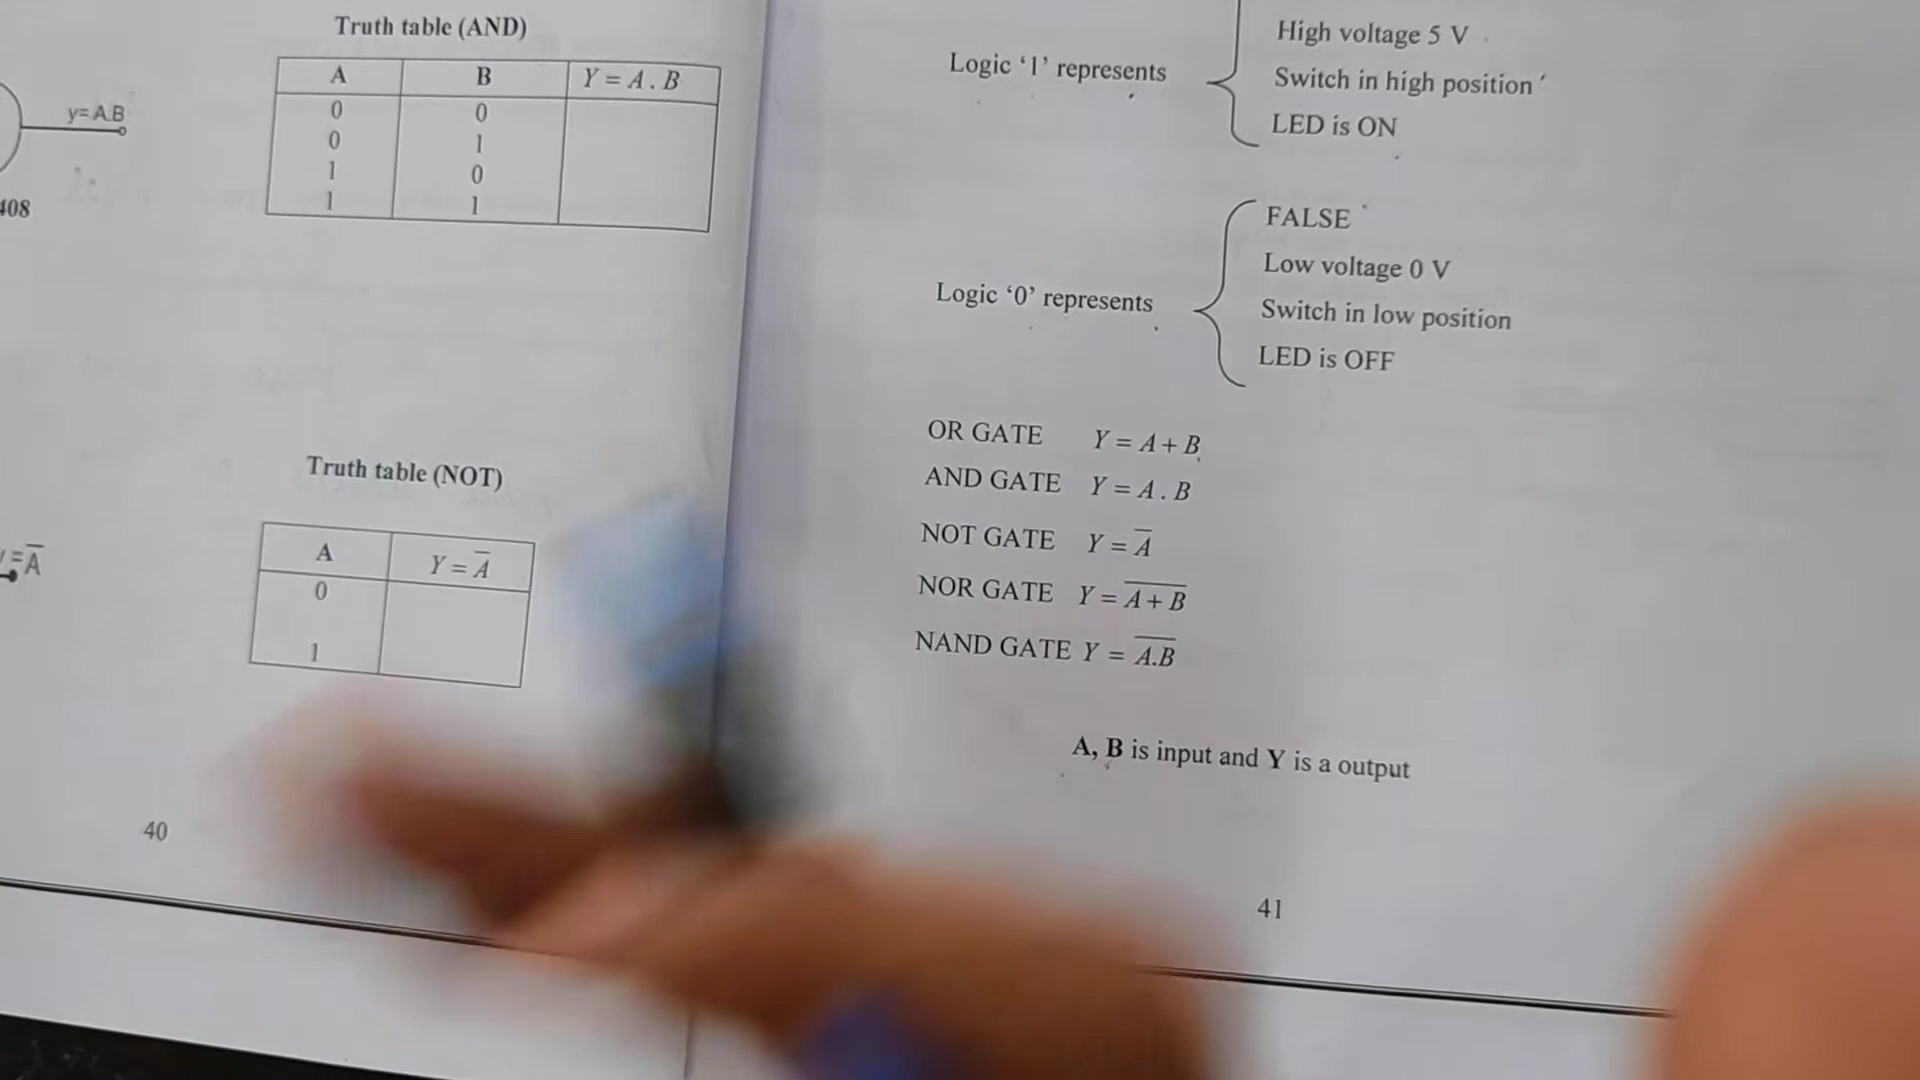 Truth table (AND)
A B Y = A . B
0 0
0 1
1 0
1 1
y= A.B
408
Truth table (NOT)
A Y = A̅
0
1
=A̅
40
High voltage 5 V
Logic ‘1’ represents
Switch in high position
LED is ON
FALSE
Low voltage 0 V
Logic ‘0’ represents
Switch in low position
LED is OFF
OR GATE Y = A + B
AND GATE Y = A . B
NOT GATE Y = A̅
NOR GATE Y = A̅ ̅+̅ ̅B̅
NAND GATE Y = A̅.̅B̅
A, B is input and Y is a output
41